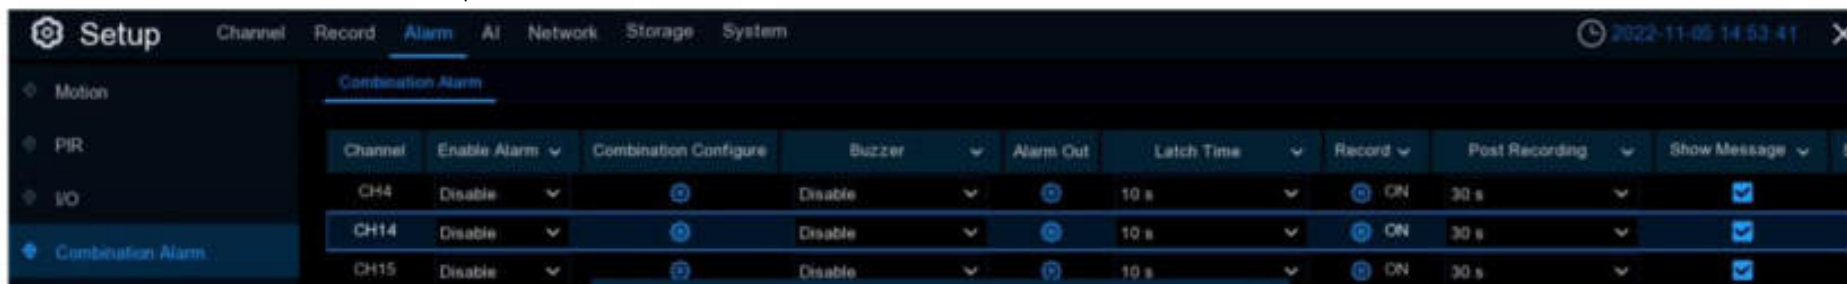 Setup Channel Record Alarm AI Network Storage System 2022-11-05 14:53:41
Motion
Combination Alarm
PIR
Channel Enable Alarm Combination Configure Buzzer Alarm Out Latch Time Record Post Recording Show Message
CH4 Disable Disable 10 s ON 30 s
I/O
CH14 Disable Disable 10 s ON 30 s
Combination Alarm
CH15 Disable Disable 10 s ON 30 s